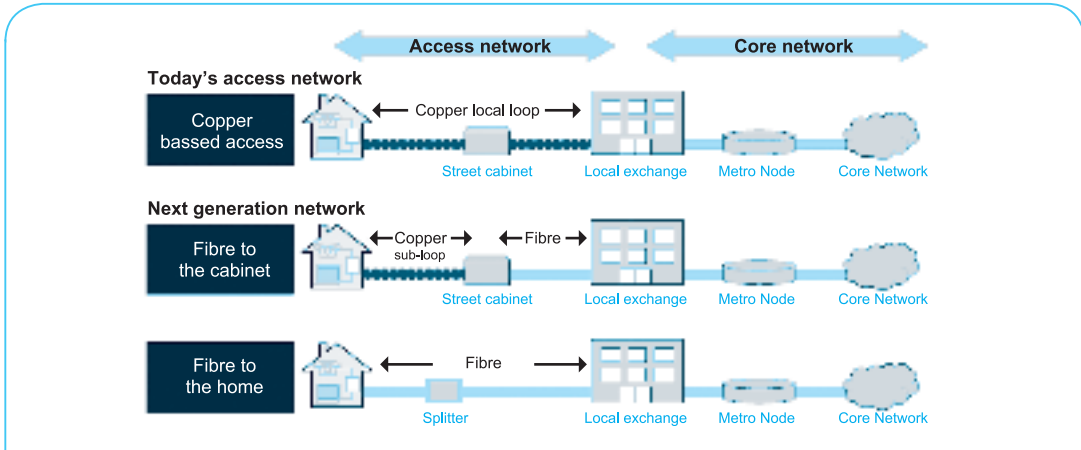 Access network
Core network
Today's access network
Copper
bassed access
Copper local loop
Street cabinet
Local exchange
Metro Node
Core Network
Next generation network
Fibre to
the cabinet
Copper
sub-loop
Fibre
Street cabinet
Local exchange
Metro Node
Core Network
Fibre to
the home
Fibre
Splitter
Local exchange
Metro Node
Core Network